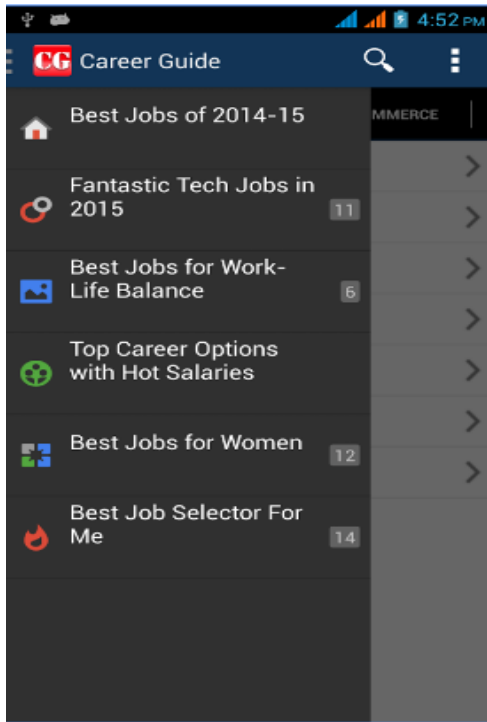 4:52 PM
CG Career Guide
Best Jobs of 2014-15
MMERCE
Fantastic Tech Jobs in
2015
11
Best Jobs for Work-
Life Balance
6
Top Career Options
with Hot Salaries
Best Jobs for Women
12
Best Job Selector For
Me
14